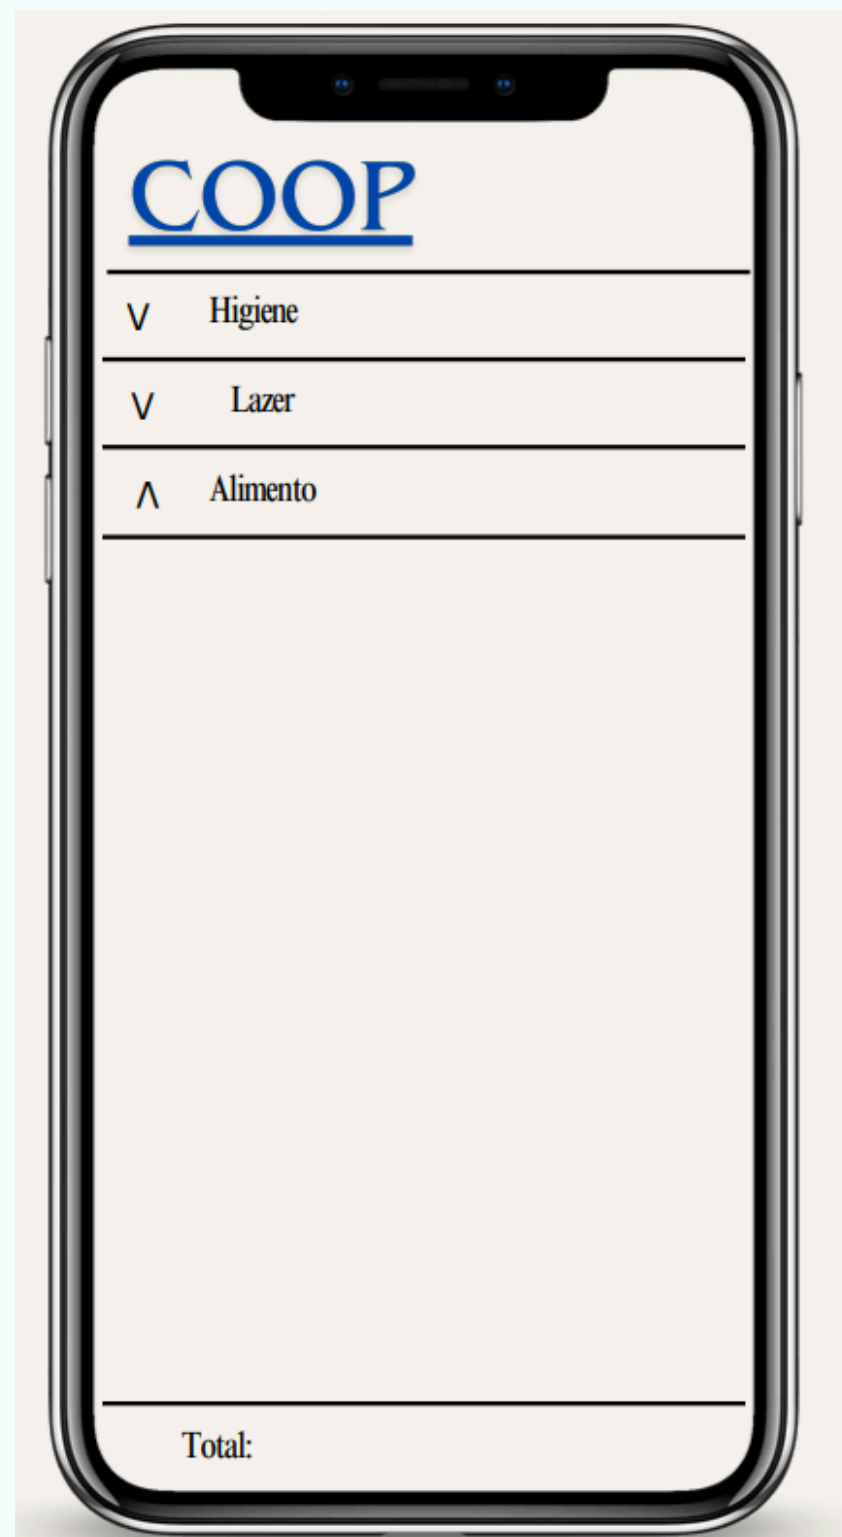 COOP
V Higiene
V Lazer
Λ Alimento
Total: